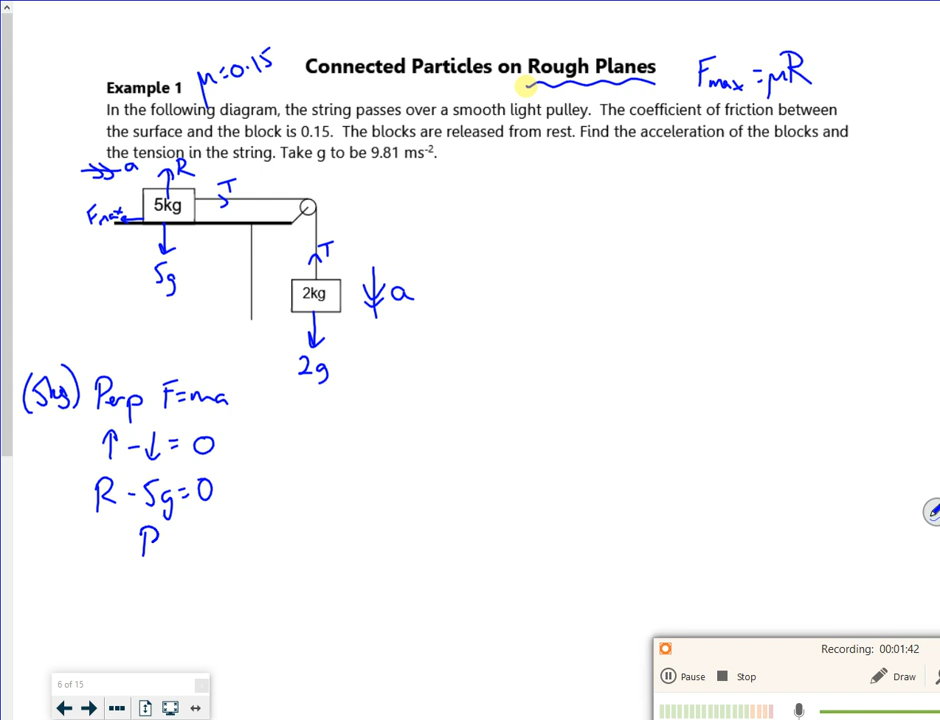 Connected Particles on Rough Planes
Fmax = μR
μ=0.15
Example 1
In the following diagram, the string passes over a smooth light pulley. The coefficient of friction between
the surface and the block is 0.15. The blocks are released from rest. Find the acceleration of the blocks and
the tension in the string. Take g to be 9.81 ms-2.
a
R
T
Fmax
5kg
5g
T
2kg
a
2g
(5kg) Perp F=ma
↑ - ↓ = 0
R - 5g = 0
P
Recording: 00:01:42
Pause Stop Draw
6 of 15